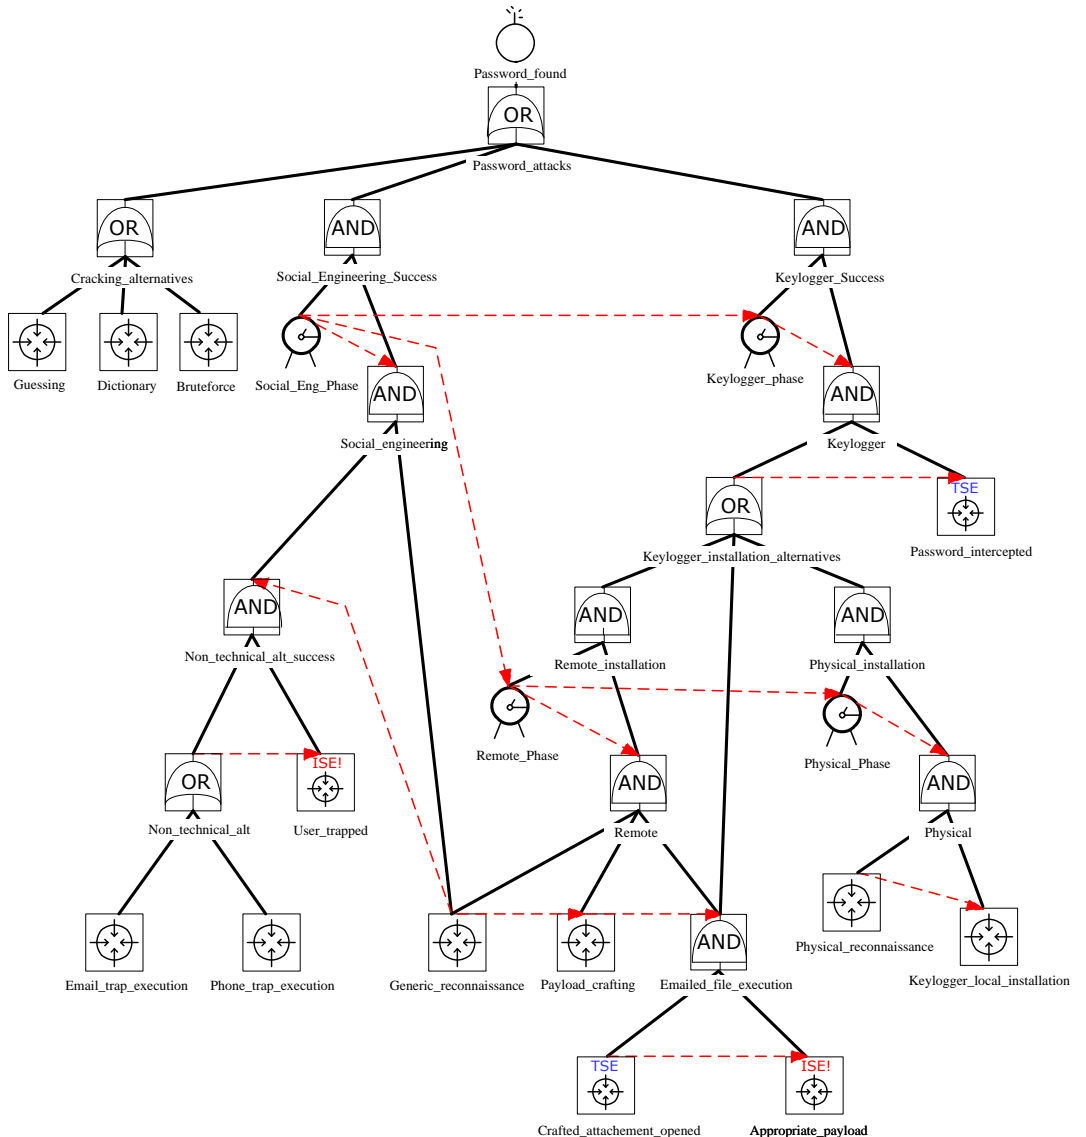 Password_found
OR
Password_attacks
OR
AND
AND
Cracking_alternatives
Social_Engineering_Success
Keylogger_Success
Guessing
Dictionary
Bruteforce
Social_Eng_Phase
AND
Keylogger_phase
AND
Social_engineering
Keylogger
OR
TSE
Keylogger_installation_alternatives
Password_intercepted
AND
AND
AND
Non_technical_alt_success
Remote_installation
Physical_installation
OR
ISE!
Remote_Phase
AND
Physical_Phase
AND
Non_technical_alt
User_trapped
Remote
Physical
AND
Email_trap_execution
Phone_trap_execution
Generic_reconnaissance
Payload_crafting
Emailed_file_execution
Physical_reconnaissance
Keylogger_local_installation
TSE
ISE!
Crafted_attachement_opened
Appropriate_payload